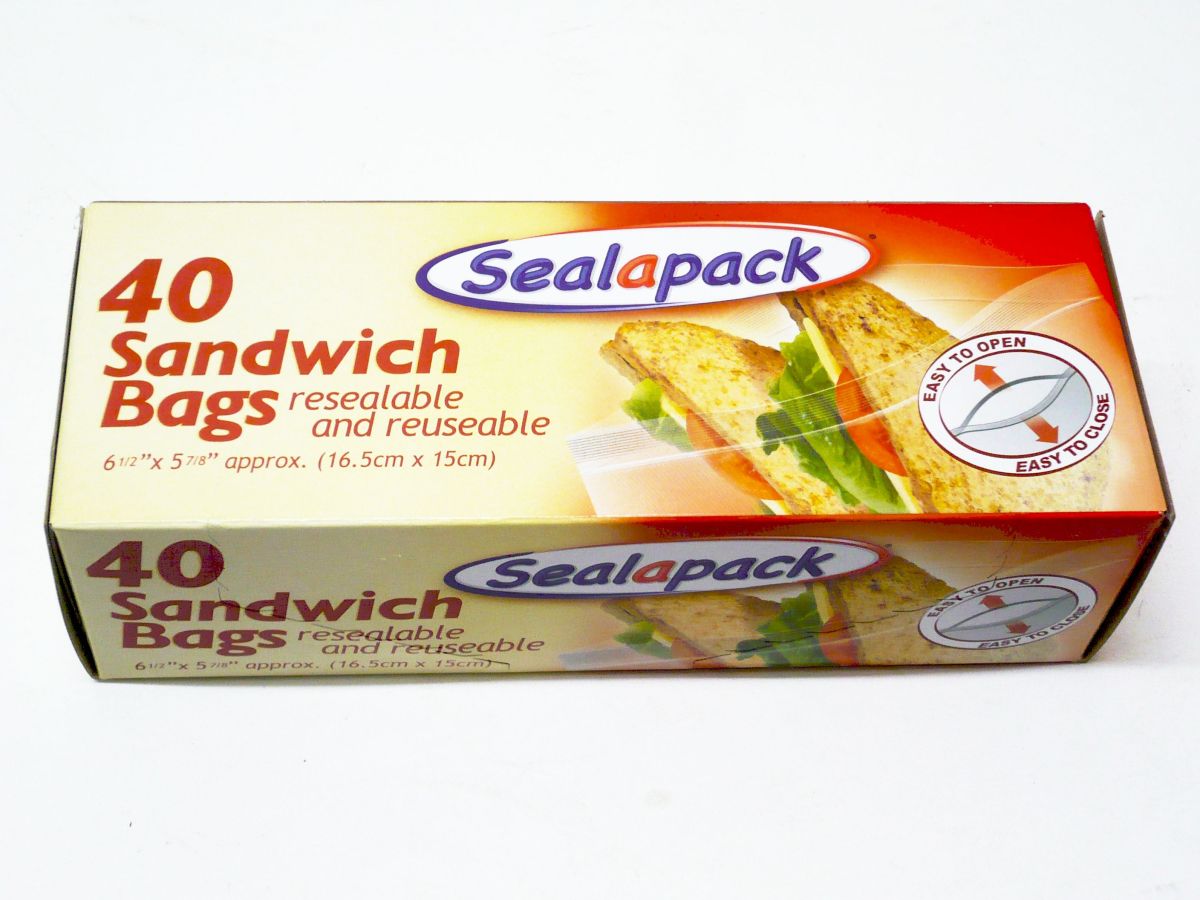 Sealapack
40
Sandwich
Bags resealable
and reuseable
6 1/2"x 5 7/8" approx. (16.5cm x 15cm)
EASY TO OPEN
EASY TO CLOSE
Sealapack
40
Sandwich
Bags resealable
and reuseable
6 1/2"x 5 7/8" approx. (16.5cm x 15cm)
EASY TO OPEN
EASY TO CLOSE